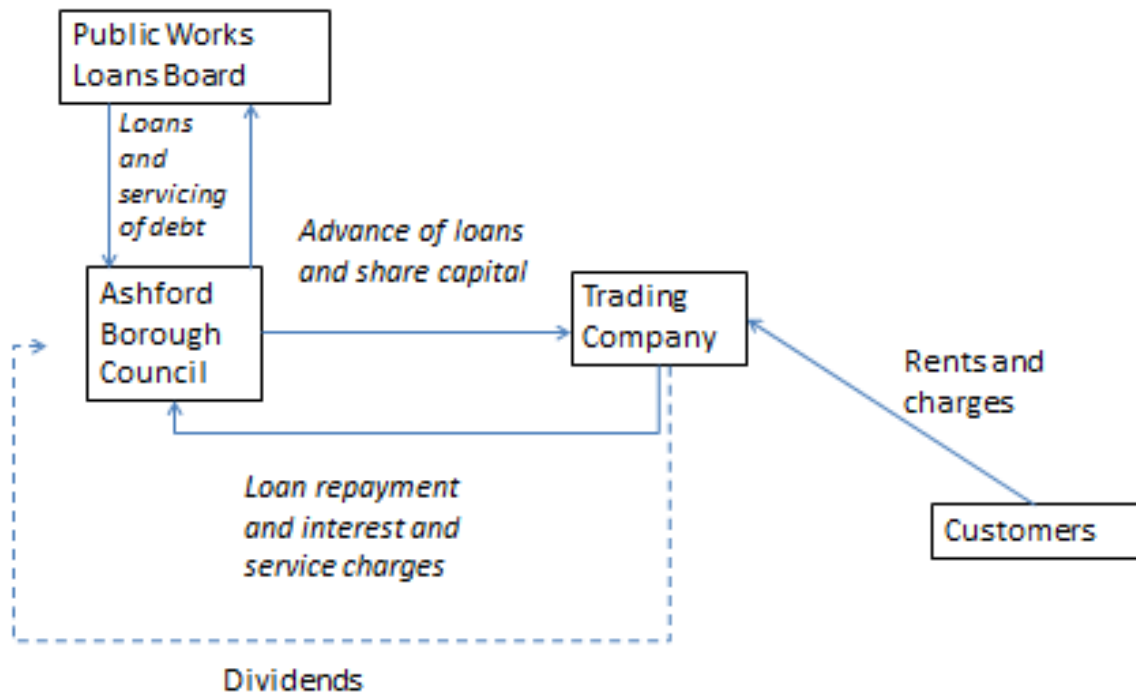 Public Works
Loans Board
Loans
and
servicing
of debt
Advance of loans
and share capital
Ashford
Borough
Council
Trading
Company
Rents and
charges
Loan repayment
and interest and
service charges
Customers
Dividends